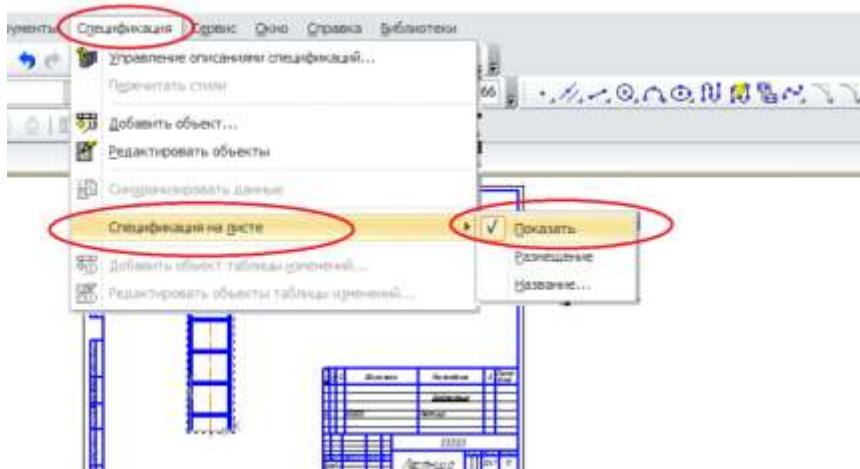 Спецификация Сервис Окно Справка Библиотеки
Управление описаниями спецификаций...
Перечитать стили
66
Добавить объект...
Редактировать объекты
Синхронизировать данные
Спецификация на листе
Показать
Размещение
Название...
Добавить объект таблицы изменений...
Редактировать объекты таблицы изменений...